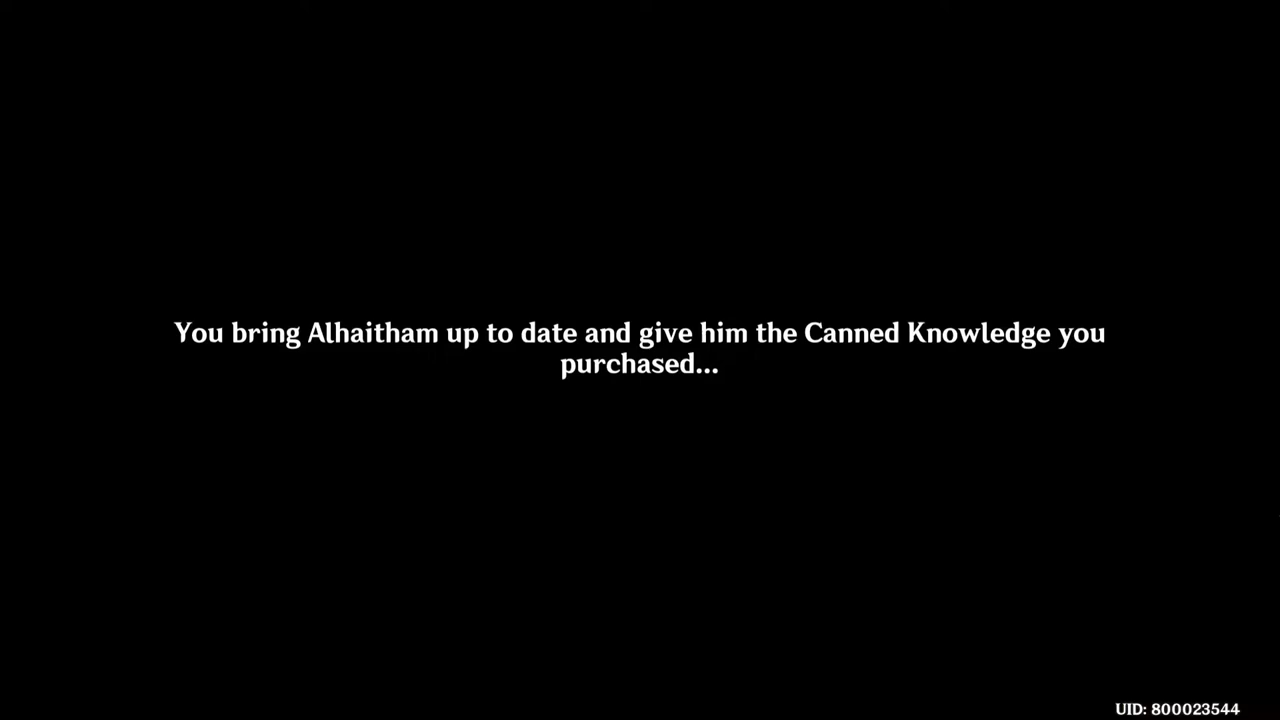 You bring Alhaitham up to date and give him the Canned Knowledge you
purchased...
UID: 800023544